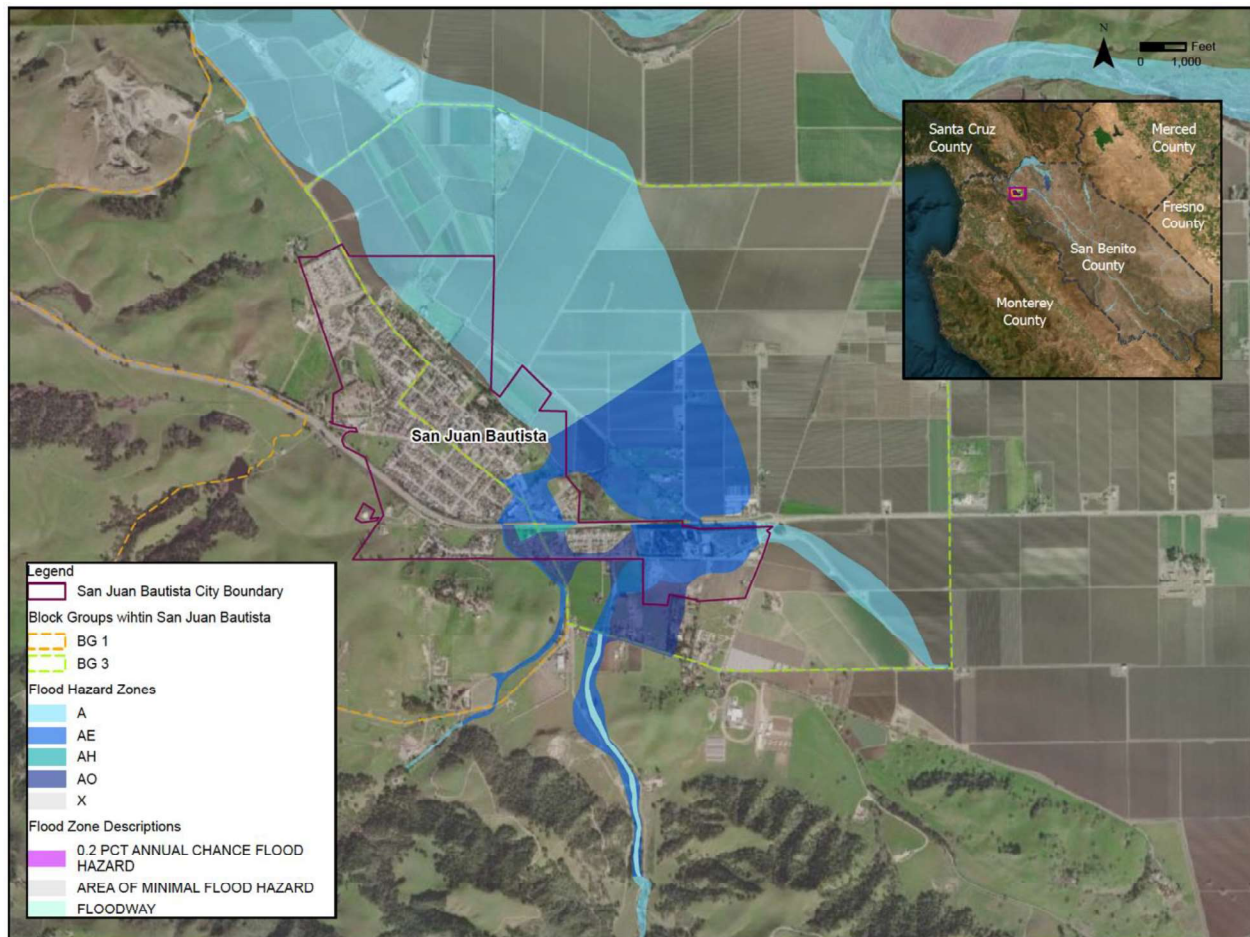 N
Feet
0 1,000
Santa Cruz
County
Merced
County
Fresno
County
San Benito
County
Monterey
County
San Juan Bautista
Legend
San Juan Bautista City Boundary
Block Groups wihtin San Juan Bautista
BG 1
BG 3
Flood Hazard Zones
A
AE
AH
AO
X
Flood Zone Descriptions
0.2 PCT ANNUAL CHANCE FLOOD
HAZARD
AREA OF MINIMAL FLOOD HAZARD
FLOODWAY